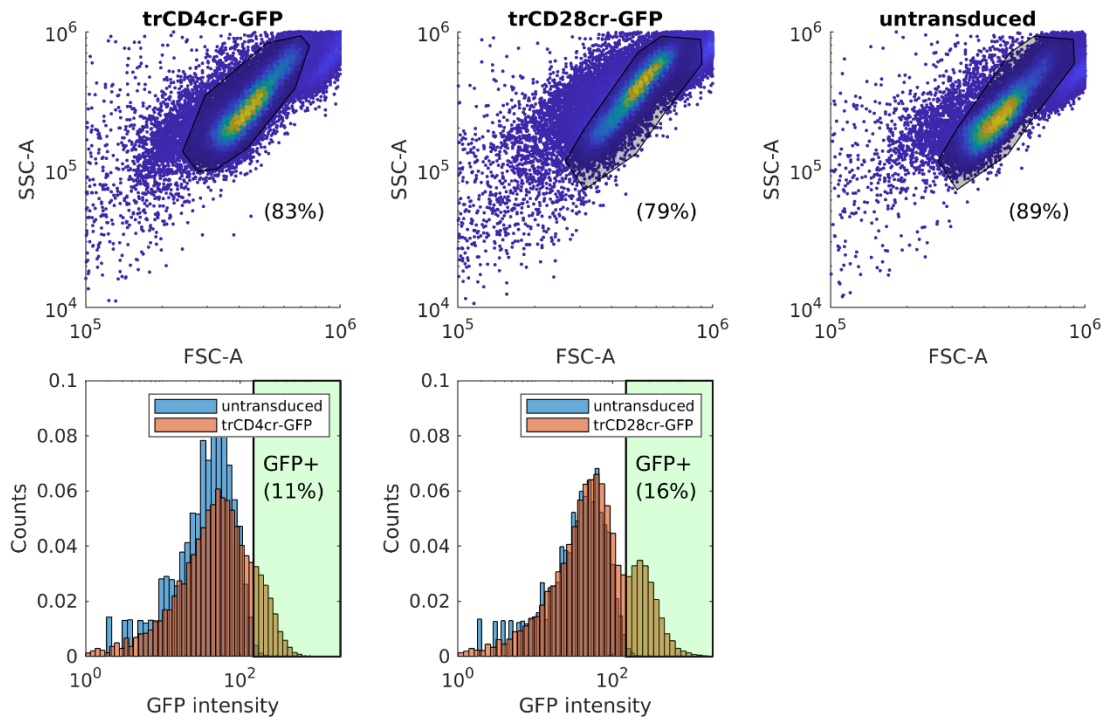 trCD4cr-GFP
10^6
SSC-A
10^5
(83%)
10^4
10^5
10^6
FSC-A
trCD28cr-GFP
10^6
SSC-A
10^5
(79%)
10^4
10^5
10^6
FSC-A
untransduced
10^6
SSC-A
10^5
(89%)
10^4
10^5
10^6
FSC-A
0.1
untransduced
trCD4cr-GFP
0.08
GFP+
(11%)
0.06
Counts
0.04
0.02
0
10^0
10^2
GFP intensity
0.1
untransduced
trCD28cr-GFP
0.08
GFP+
(16%)
0.06
Counts
0.04
0.02
0
10^0
10^2
GFP intensity